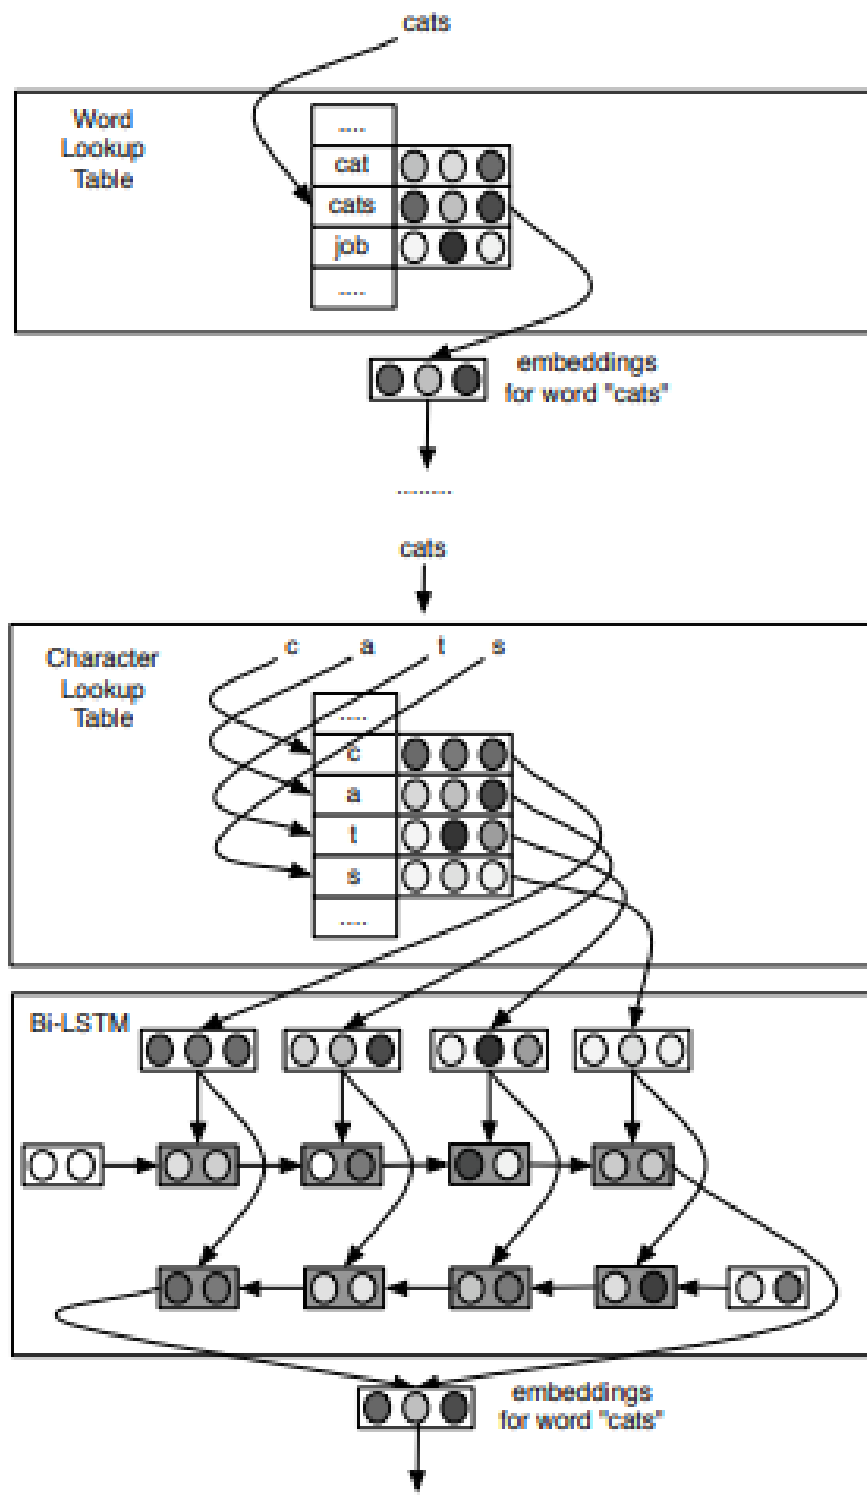 cats
Word
Lookup
Table
.....
cat
cats
job
.....
embeddings
for word "cats"
.........
cats
Character
Lookup
Table
c a t s
.....
c
a
t
s
.....
Bi-LSTM
embeddings
for word "cats"